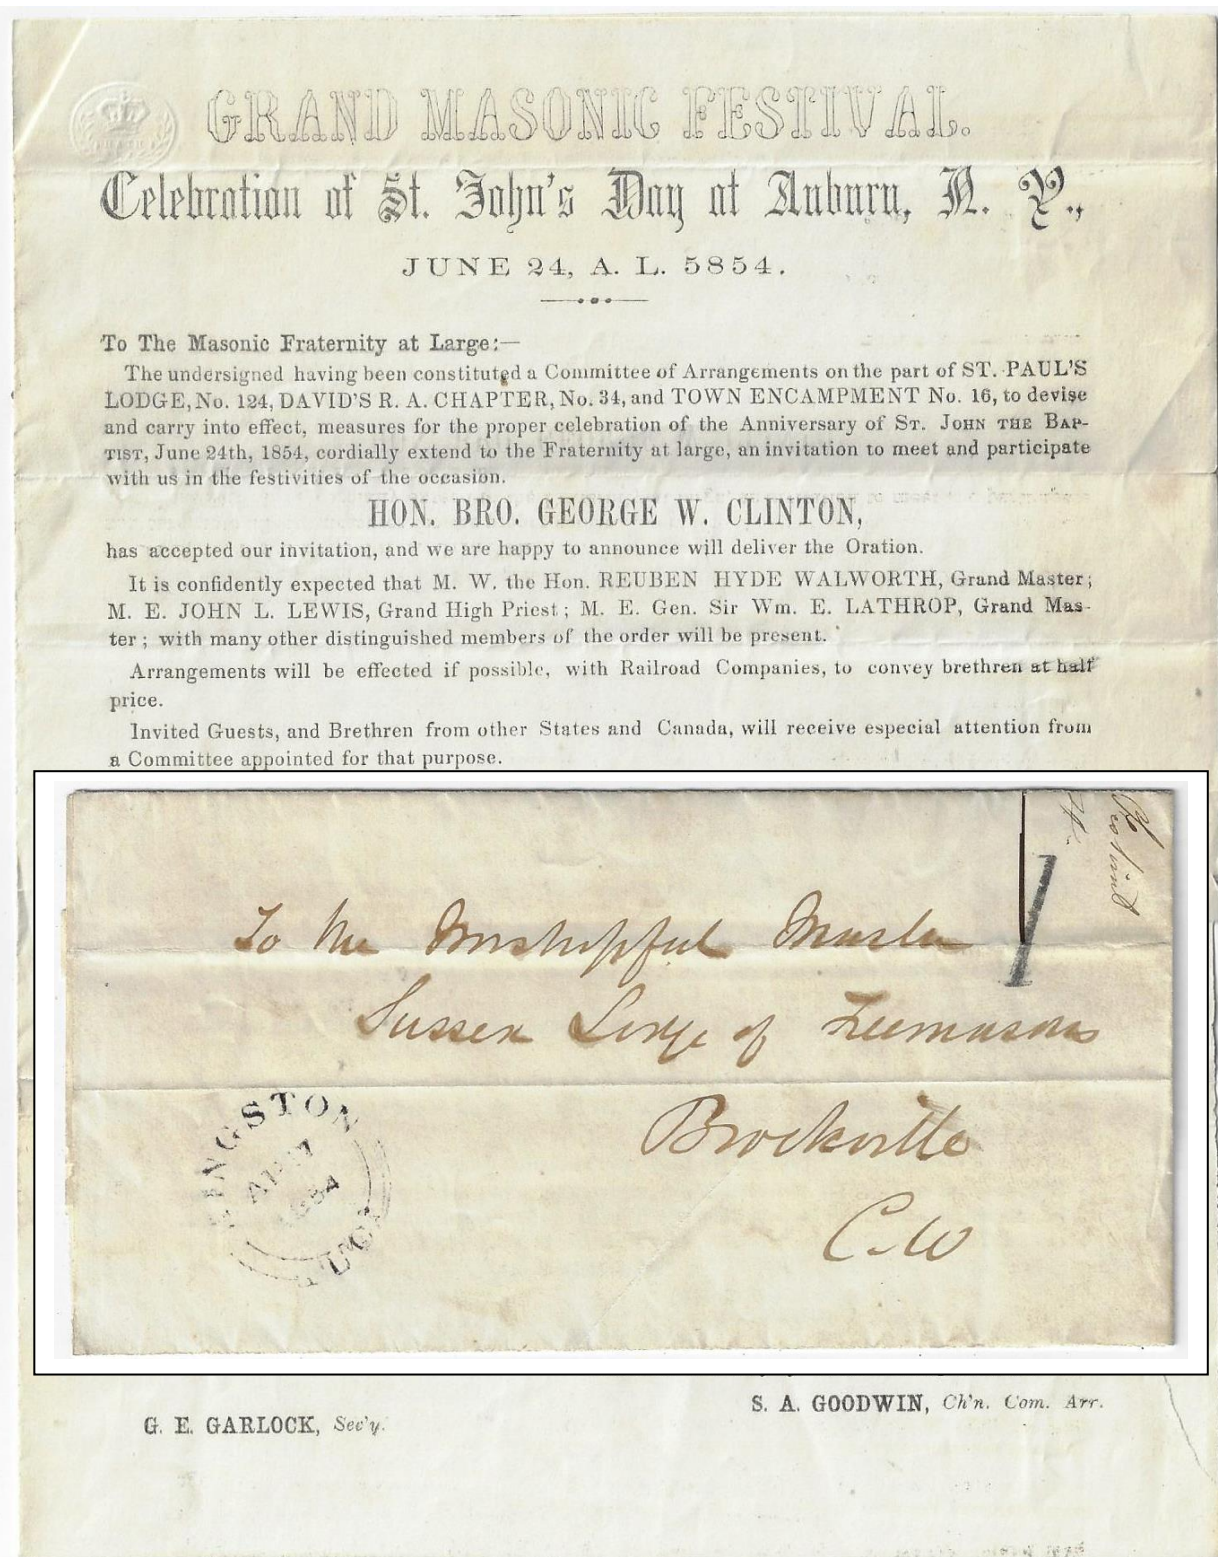 GRAND MASONIC FESTIVAL.
Celebration of St. John's Day at Auburn, N. Y.,
JUNE 24, A. L. 5854.
To The Masonic Fraternity at Large:—
The undersigned having been constituted a Committee of Arrangements on the part of ST. PAUL'S
LODGE, No. 124, DAVID'S R. A. CHAPTER, No. 34, and TOWN ENCAMPMENT No. 16, to devise
and carry into effect, measures for the proper celebration of the Anniversary of ST. JOHN THE BAP-
TIST, June 24th, 1854, cordially extend to the Fraternity at large, an invitation to meet and participate
with us in the festivities of the occasion.
HON. BRO. GEORGE W. CLINTON,
has accepted our invitation, and we are happy to announce will deliver the Oration.
It is confidently expected that M. W. the Hon. REUBEN HYDE WALWORTH, Grand Master;
M. E. JOHN L. LEWIS, Grand High Priest; M. E. Gen. Sir Wm. E. LATHROP, Grand Mas-
ter; with many other distinguished members of the order will be present.
Arrangements will be effected if possible, with Railroad Companies, to convey brethren at half
price.
Invited Guests, and Brethren from other States and Canada, will receive especial attention from
a Committee appointed for that purpose.
To the Worshipful Master
Sussex Lodge of Freemasons
Brockville
C.W
KINGSTON
1854
U.C.
S. A. GOODWIN, Ch'n. Com. Arr.
G. E. GARLOCK, Sec'y.